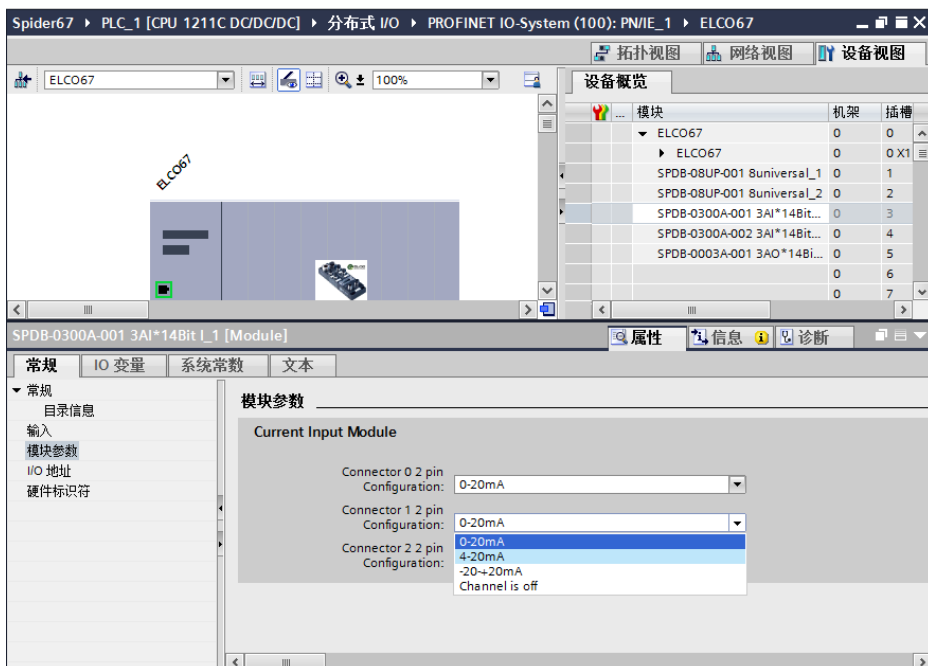 Spider67 ▸ PLC_1 [CPU 1211C DC/DC/DC] ▸ 分布式 I/O ▸ PROFINET IO-System (100): PN/IE_1 ▸ ELCO67
拓扑视图 网络视图 设备视图
ELCO67 100% 设备概览
... 模块 机架 插槽
ELCO67 0 0
ELCO67 0 0 X1
SPDB-08UP-001 8universal_1 0 1
SPDB-08UP-001 8universal_2 0 2
SPDB-0300A-001 3AI*14Bit... 0 3
SPDB-0300A-002 3AI*14Bit... 0 4
SPDB-0003A-001 3AO*14Bi... 0 5
0 6
0 7
ELCO67
SPDB-0300A-001 3AI*14Bit I_1 [Module] 属性 信息 诊断
常规 IO 变量 系统常数 文本
常规
目录信息
输入
模块参数
I/O 地址
硬件标识符
模块参数
Current Input Module
Connector 0 2 pin
Configuration: 0-20mA
Connector 1 2 pin
Configuration: 0-20mA
Connector 2 2 pin
Configuration:
0-20mA
4-20mA
-20-+20mA
Channel is off